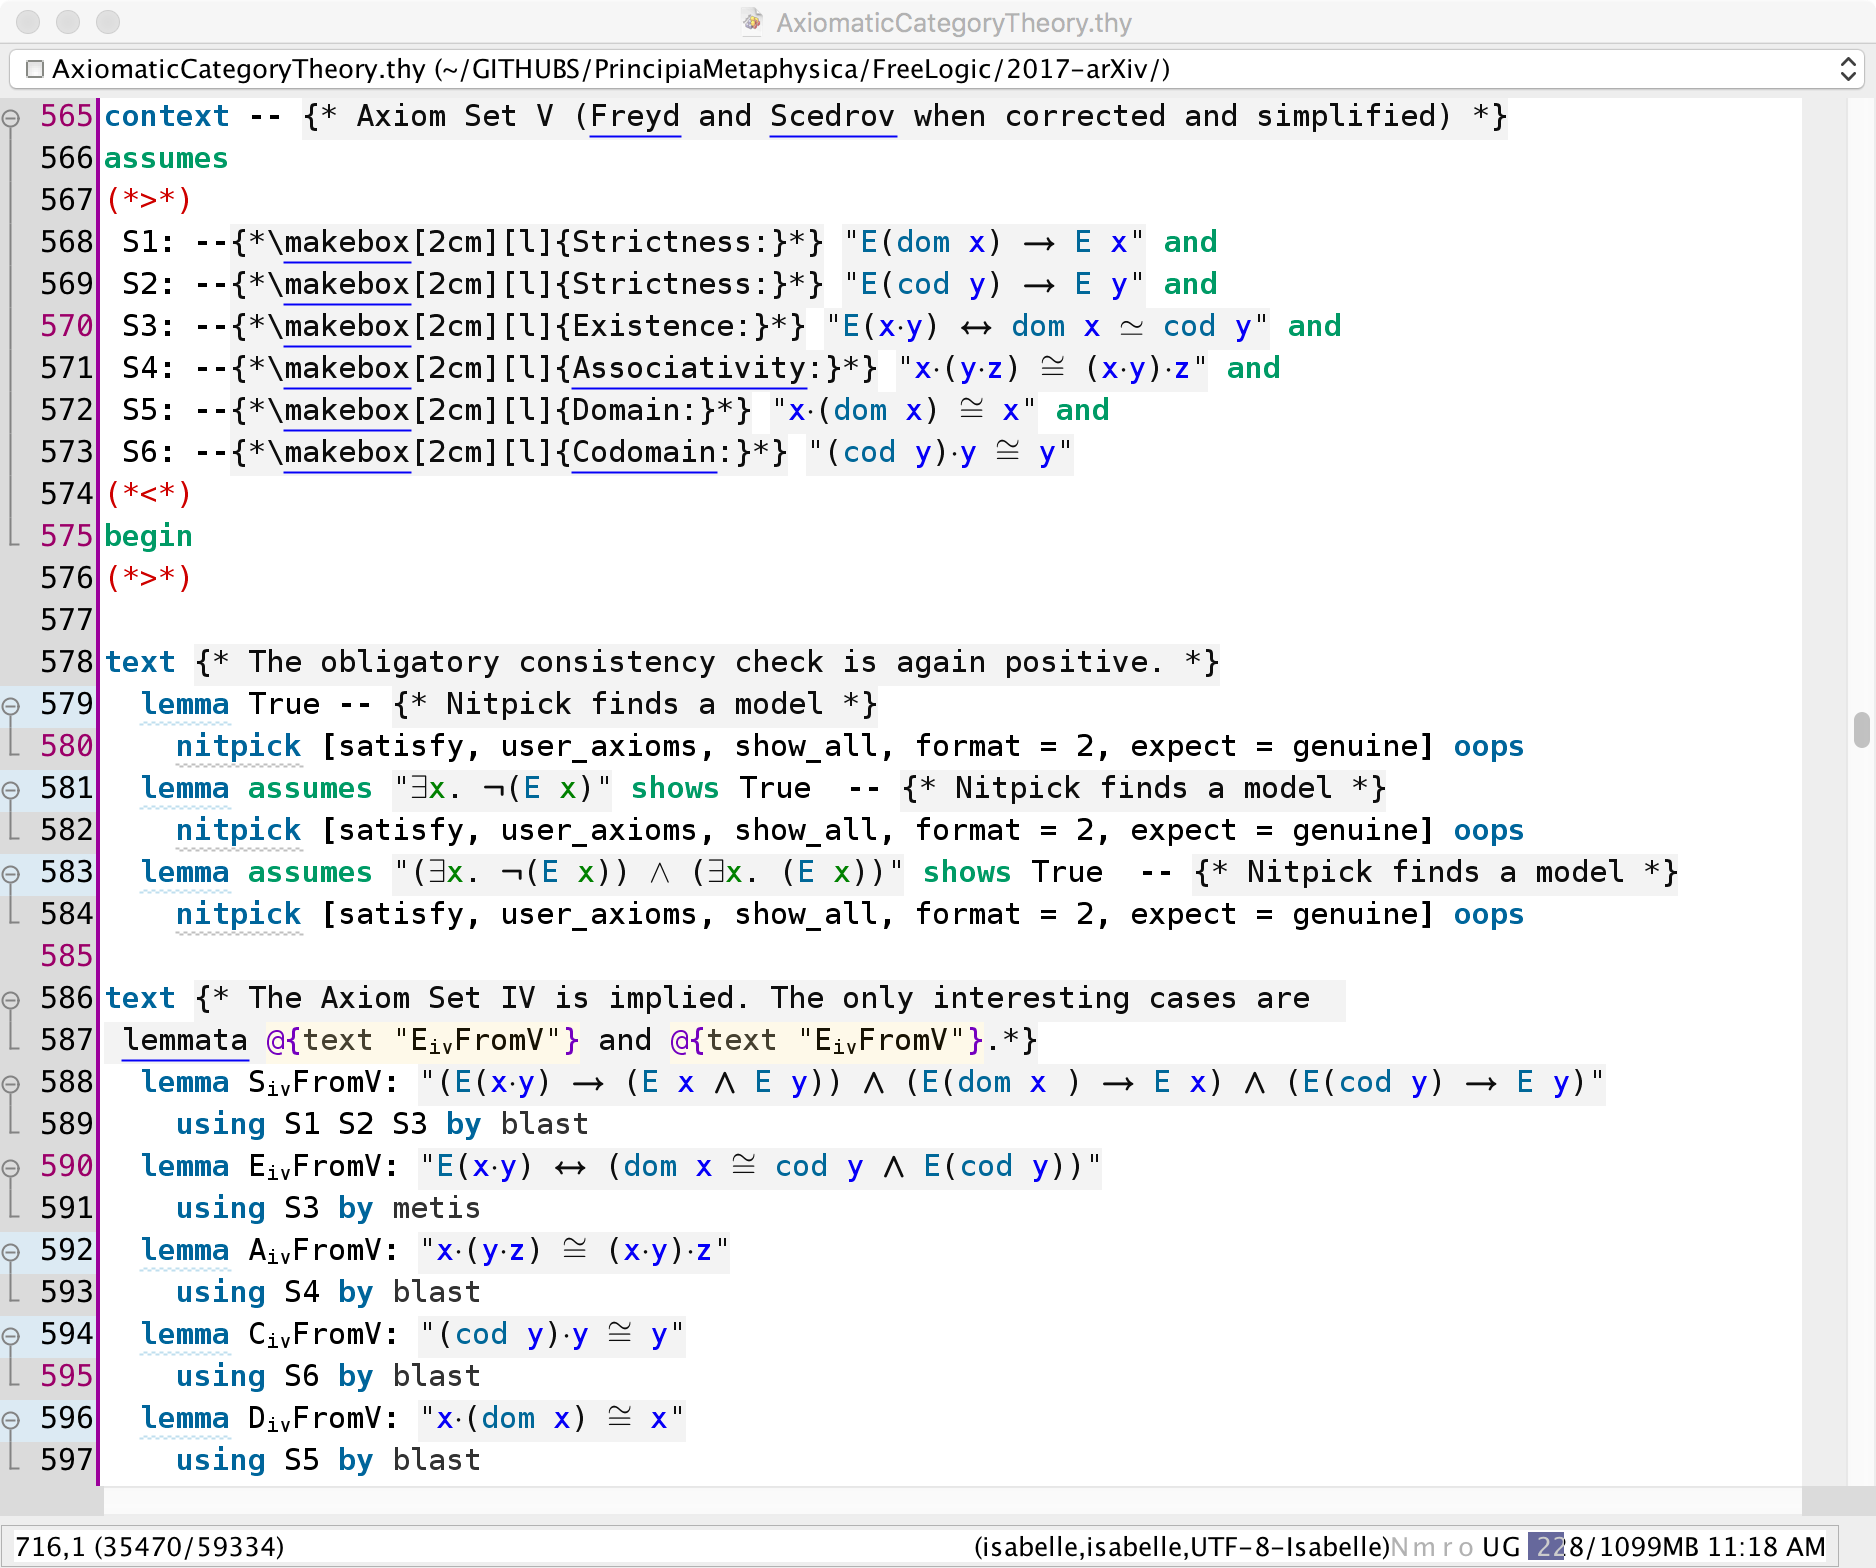 AxiomaticCategoryTheory.thy
AxiomaticCategoryTheory.thy (~/GITHUBS/PrincipiaMetaphysica/FreeLogic/2017-arXiv/)
565 context -- {* Axiom Set V (Freyd and Scedrov when corrected and simplified) *}
566 assumes
567 (*>*)
568  S1: --{*\makebox[2cm][l]{Strictness:}*} "E(dom x) → E x" and
569  S2: --{*\makebox[2cm][l]{Strictness:}*} "E(cod y) → E y" and
570  S3: --{*\makebox[2cm][l]{Existence:}*} "E(x·y) ↔ dom x ≃ cod y" and
571  S4: --{*\makebox[2cm][l]{Associativity:}*} "x·(y·z) ≅ (x·y)·z" and
572  S5: --{*\makebox[2cm][l]{Domain:}*} "x·(dom x) ≅ x" and
573  S6: --{*\makebox[2cm][l]{Codomain:}*} "(cod y)·y ≅ y"
574 (*<*)
575 begin
576 (*>*)
577
578 text {* The obligatory consistency check is again positive. *}
579   lemma True -- {* Nitpick finds a model *}
580     nitpick [satisfy, user_axioms, show_all, format = 2, expect = genuine] oops
581   lemma assumes "∃x. ¬(E x)" shows True  -- {* Nitpick finds a model *}
582     nitpick [satisfy, user_axioms, show_all, format = 2, expect = genuine] oops
583   lemma assumes "(∃x. ¬(E x)) ∧ (∃x. (E x))" shows True  -- {* Nitpick finds a model *}
584     nitpick [satisfy, user_axioms, show_all, format = 2, expect = genuine] oops
585
586 text {* The Axiom Set IV is implied. The only interesting cases are
587  lemmata @{text "EᵢᵥFromV"} and @{text "EᵢᵥFromV"}.*}
588   lemma SᵢᵥFromV: "(E(x·y) → (E x ∧ E y)) ∧ (E(dom x ) → E x) ∧ (E(cod y) → E y)"
589     using S1 S2 S3 by blast
590   lemma EᵢᵥFromV: "E(x·y) ↔ (dom x ≅ cod y ∧ E(cod y))"
591     using S3 by metis
592   lemma AᵢᵥFromV: "x·(y·z) ≅ (x·y)·z"
593     using S4 by blast
594   lemma CᵢᵥFromV: "(cod y)·y ≅ y"
595     using S6 by blast
596   lemma DᵢᵥFromV: "x·(dom x) ≅ x"
597     using S5 by blast
716,1 (35470/59334) (isabelle,isabelle,UTF-8-Isabelle)N m r o UG 228/1099MB 11:18 AM